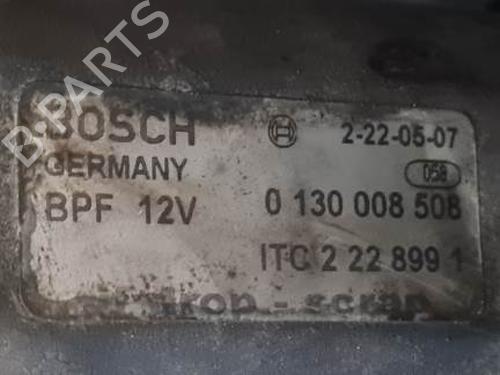 B-PARTS
BOSCH 2-22-05-07
GERMANY 058
BPF 12V 0 130 008 508
ITC 2 22 899 1
- scrap